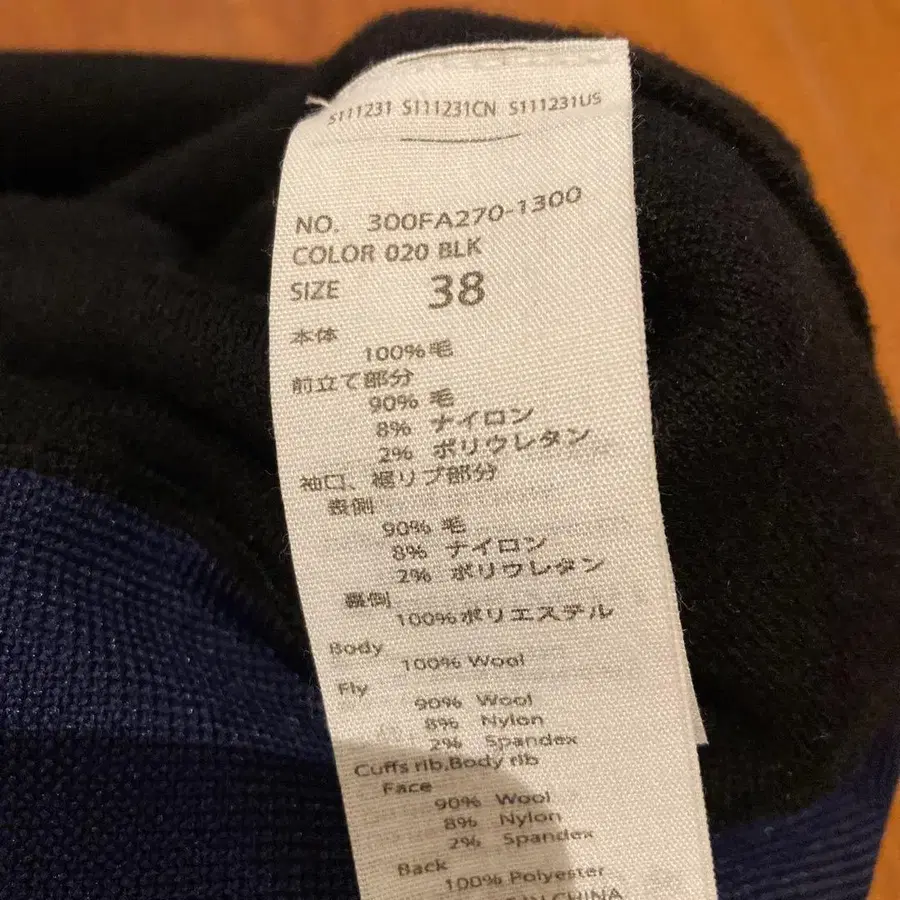 S111231 S111231CN S111231US
NO. 300FA270-1300
COLOR 020 BLK
SIZE 38
本体
100% 毛
前立て部分
90% 毛
8% ナイロン
2% ポリウレタン
袖口、裾リブ部分
表側
90% 毛
8% ナイロン
2% ポリウレタン
裏側
100%ポリエステル
Body
100% Wool
Fly
90% Wool
8% Nylon
2% Spandex
Cuffs rib,Body rib
Face
90% Wool
8% Nylon
2% Spandex
Back
100% Polyester
IN CHINA